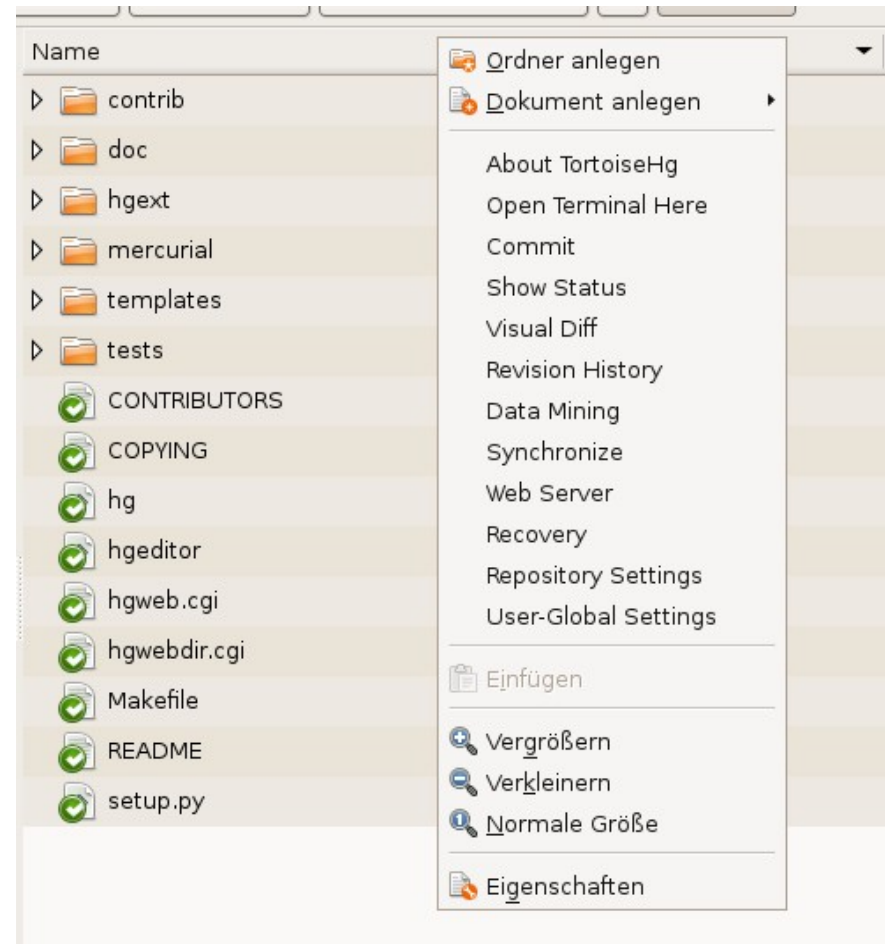 Name
contrib
doc
hgext
mercurial
templates
tests
CONTRIBUTORS
COPYING
hg
hgeditor
hgweb.cgi
hgwebdir.cgi
Makefile
README
setup.py
Ordner anlegen
Dokument anlegen
About TortoiseHg
Open Terminal Here
Commit
Show Status
Visual Diff
Revision History
Data Mining
Synchronize
Web Server
Recovery
Repository Settings
User-Global Settings
Einfügen
Vergrößern
Verkleinern
Normale Größe
Eigenschaften